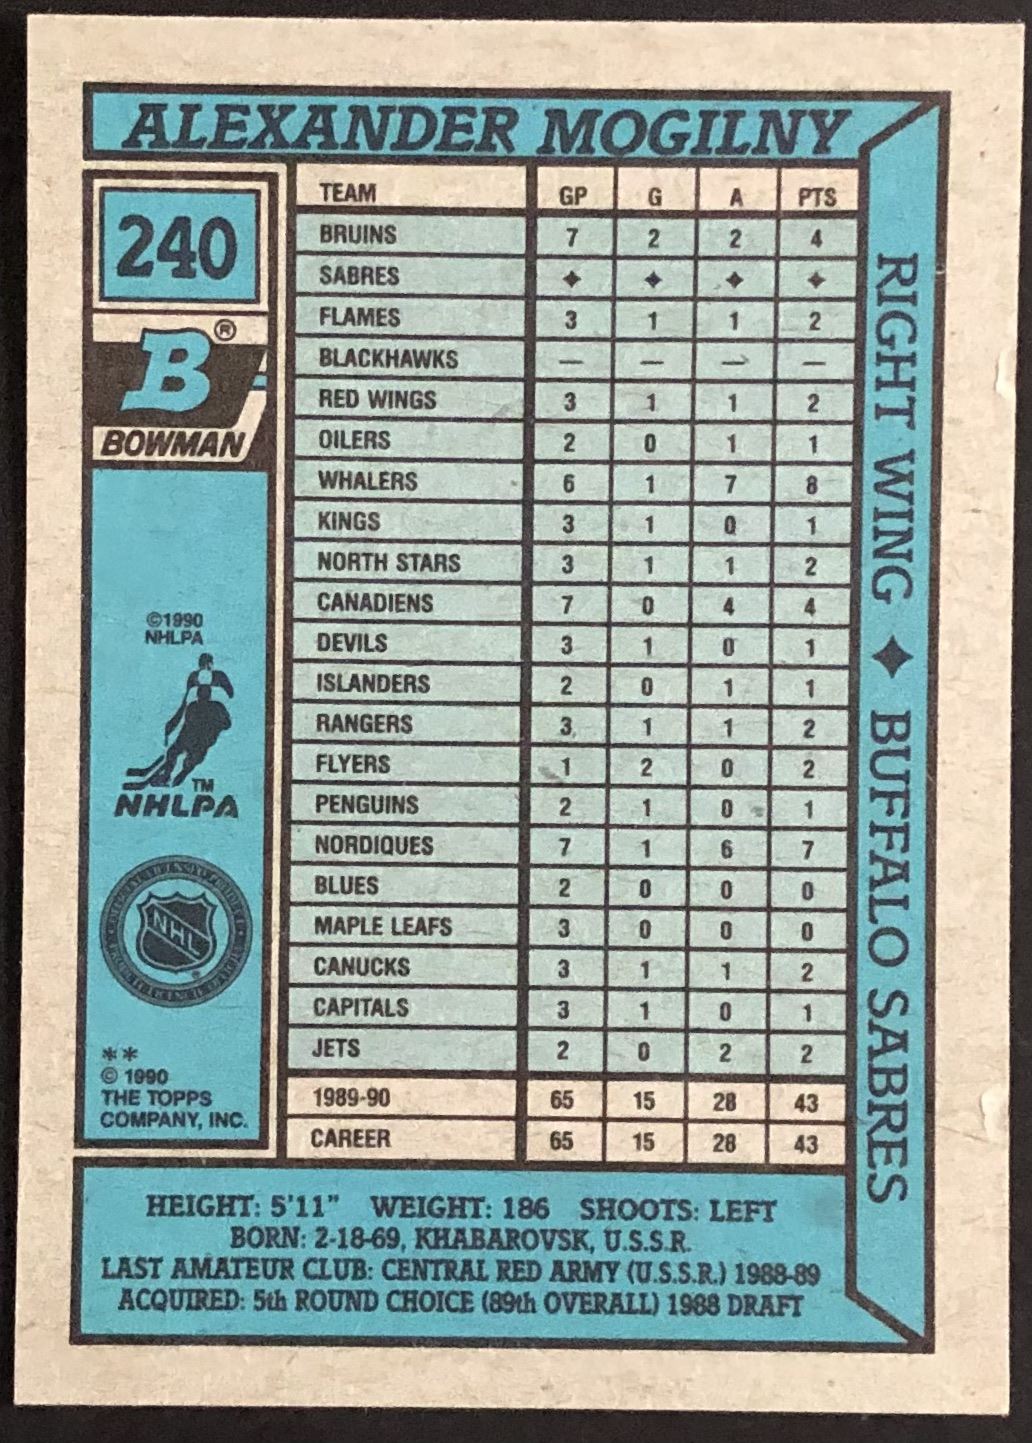 ALEXANDER MOGILNY
240
B®
BOWMAN
©1990
NHLPA
TM
NHLPA
NHL
®
**
© 1990
THE TOPPS
COMPANY, INC.
TEAM GP G A PTS
BRUINS 7 2 2 4
SABRES ✦ ✦ ✦ ✦
FLAMES 3 1 1 2
BLACKHAWKS — — — —
RED WINGS 3 1 1 2
OILERS 2 0 1 1
WHALERS 6 1 7 8
KINGS 3 1 0 1
NORTH STARS 3 1 1 2
CANADIENS 7 0 4 4
DEVILS 3 1 0 1
ISLANDERS 2 0 1 1
RANGERS 3 1 1 2
FLYERS 1 2 0 2
PENGUINS 2 1 0 1
NORDIQUES 7 1 6 7
BLUES 2 0 0 0
MAPLE LEAFS 3 0 0 0
CANUCKS 3 1 1 2
CAPITALS 3 1 0 1
JETS 2 0 2 2
1989-90 65 15 28 43
CAREER 65 15 28 43
RIGHT WING ✦ BUFFALO SABRES
HEIGHT: 5'11" WEIGHT: 186 SHOOTS: LEFT
BORN: 2-18-69, KHABAROVSK, U.S.S.R.
LAST AMATEUR CLUB: CENTRAL RED ARMY (U.S.S.R.) 1988-89
ACQUIRED: 5th ROUND CHOICE (89th OVERALL) 1988 DRAFT